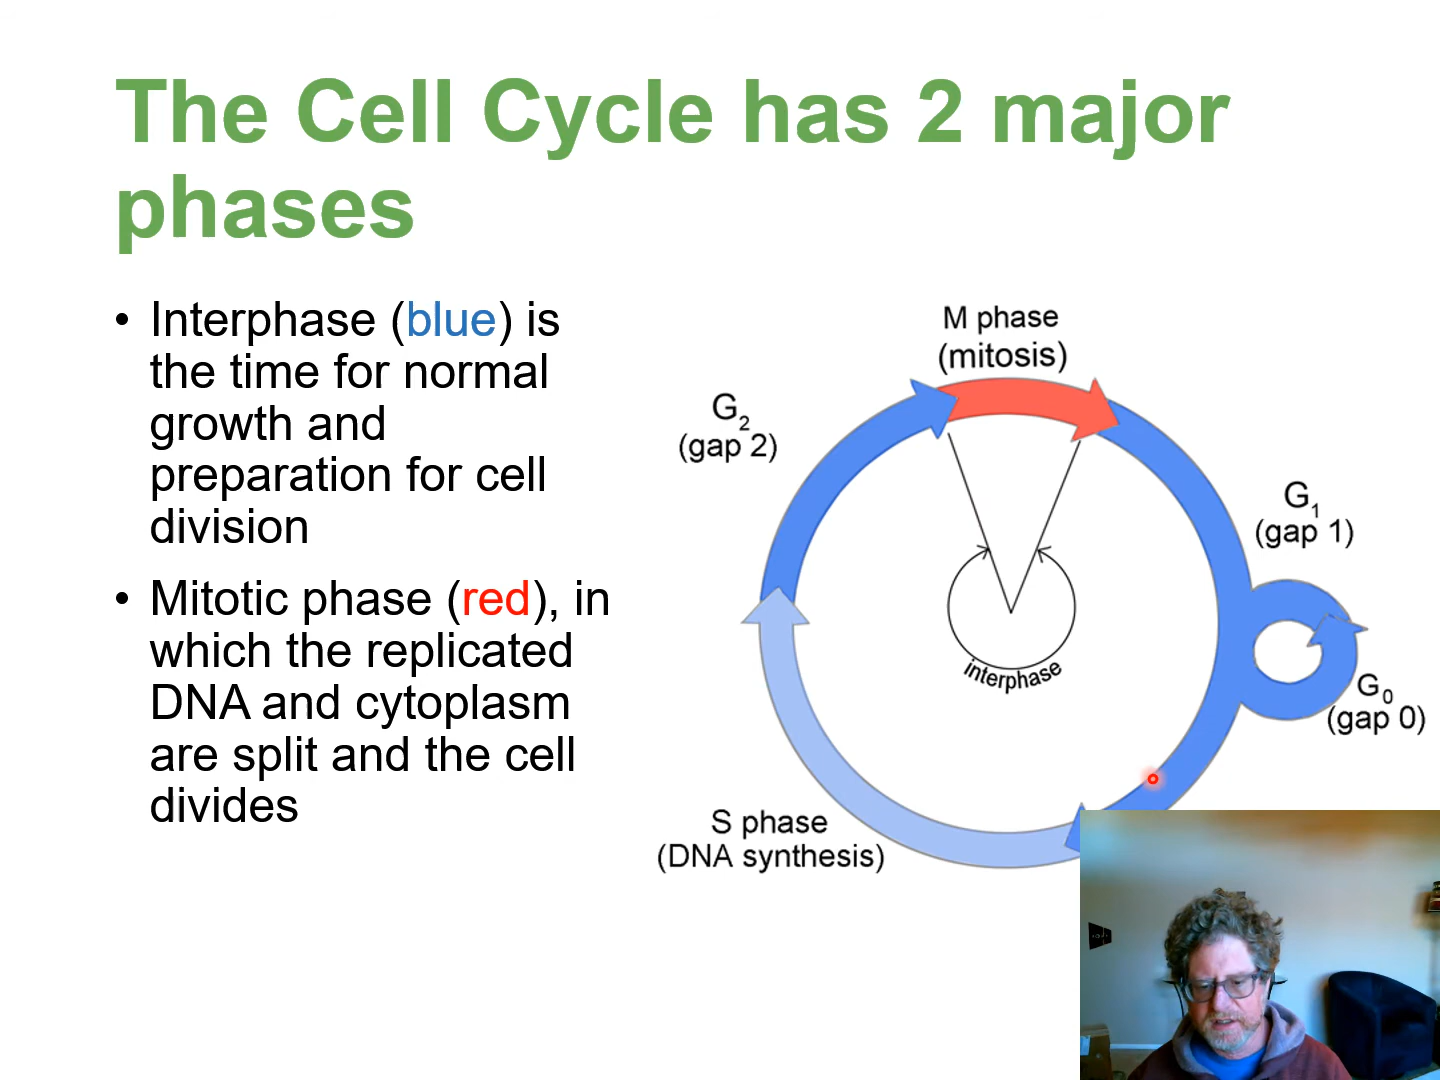 The Cell Cycle has 2 major
phases
• Interphase (blue) is
the time for normal
growth and
preparation for cell
division
• Mitotic phase (red), in
which the replicated
DNA and cytoplasm
are split and the cell
divides
M phase
(mitosis)
G2
(gap 2)
G1
(gap 1)
interphase
G0
(gap 0)
S phase
(DNA synthesis)